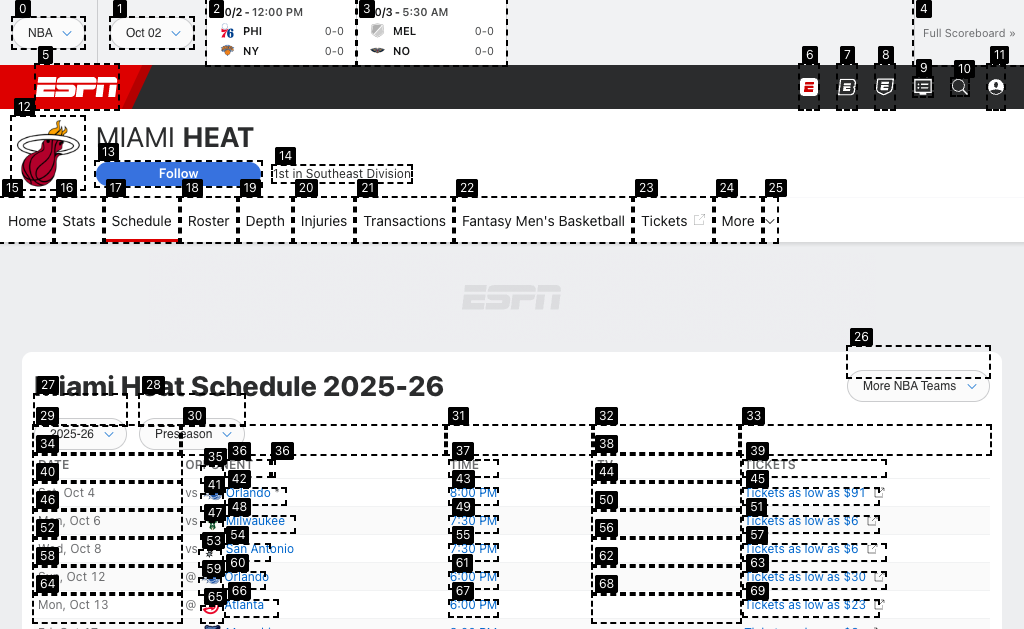 0 1 2 3 4
NBA
Oct 02
0/2 - 12:00 PM
PHI 0-0
NY 0-0
0/3 - 5:30 AM
MEL 0-0
NO 0-0
Full Scoreboard »
5 6 7 8 9 10 11
ESPN
12
MIAMI HEAT
13 14
Follow
1st in Southeast Division
15 16 17 18 19 20 21 22 23 24 25
Home Stats Schedule Roster Depth Injuries Transactions Fantasy Men's Basketball Tickets More
ESPN
26
27 28
Miami Heat Schedule 2025-26
More NBA Teams
29 30 31 32 33
2025-26
Preseason
34 35 36 36 37 38 39
DATE OPPONENT TIME TV TICKETS
40 41 42 43 44 45
Oct 4 vs Orlando * 8:00 PM Tickets as low as $91
46 47 48 49 50 51
Mon, Oct 6 vs Milwaukee 7:30 PM Tickets as low as $6
52 53 54 55 56 57
Wed, Oct 8 vs San Antonio 7:30 PM Tickets as low as $6
58 59 60 61 62 63
Oct 12 @ Orlando 6:00 PM Tickets as low as $30
64 65 66 67 68 69
Mon, Oct 13 @ Atlanta 6:00 PM Tickets as low as $23